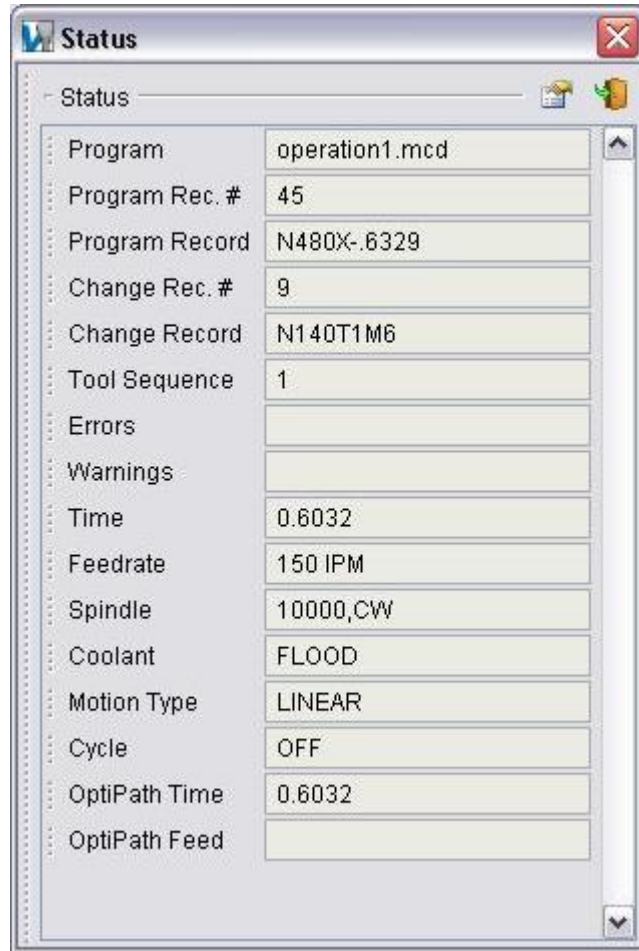 Status
Status
Program operation1.mcd
Program Rec. # 45
Program Record N480X-.6329
Change Rec. # 9
Change Record N140T1M6
Tool Sequence 1
Errors
Warnings
Time 0.6032
Feedrate 150 IPM
Spindle 10000,CW
Coolant FLOOD
Motion Type LINEAR
Cycle OFF
OptiPath Time 0.6032
OptiPath Feed